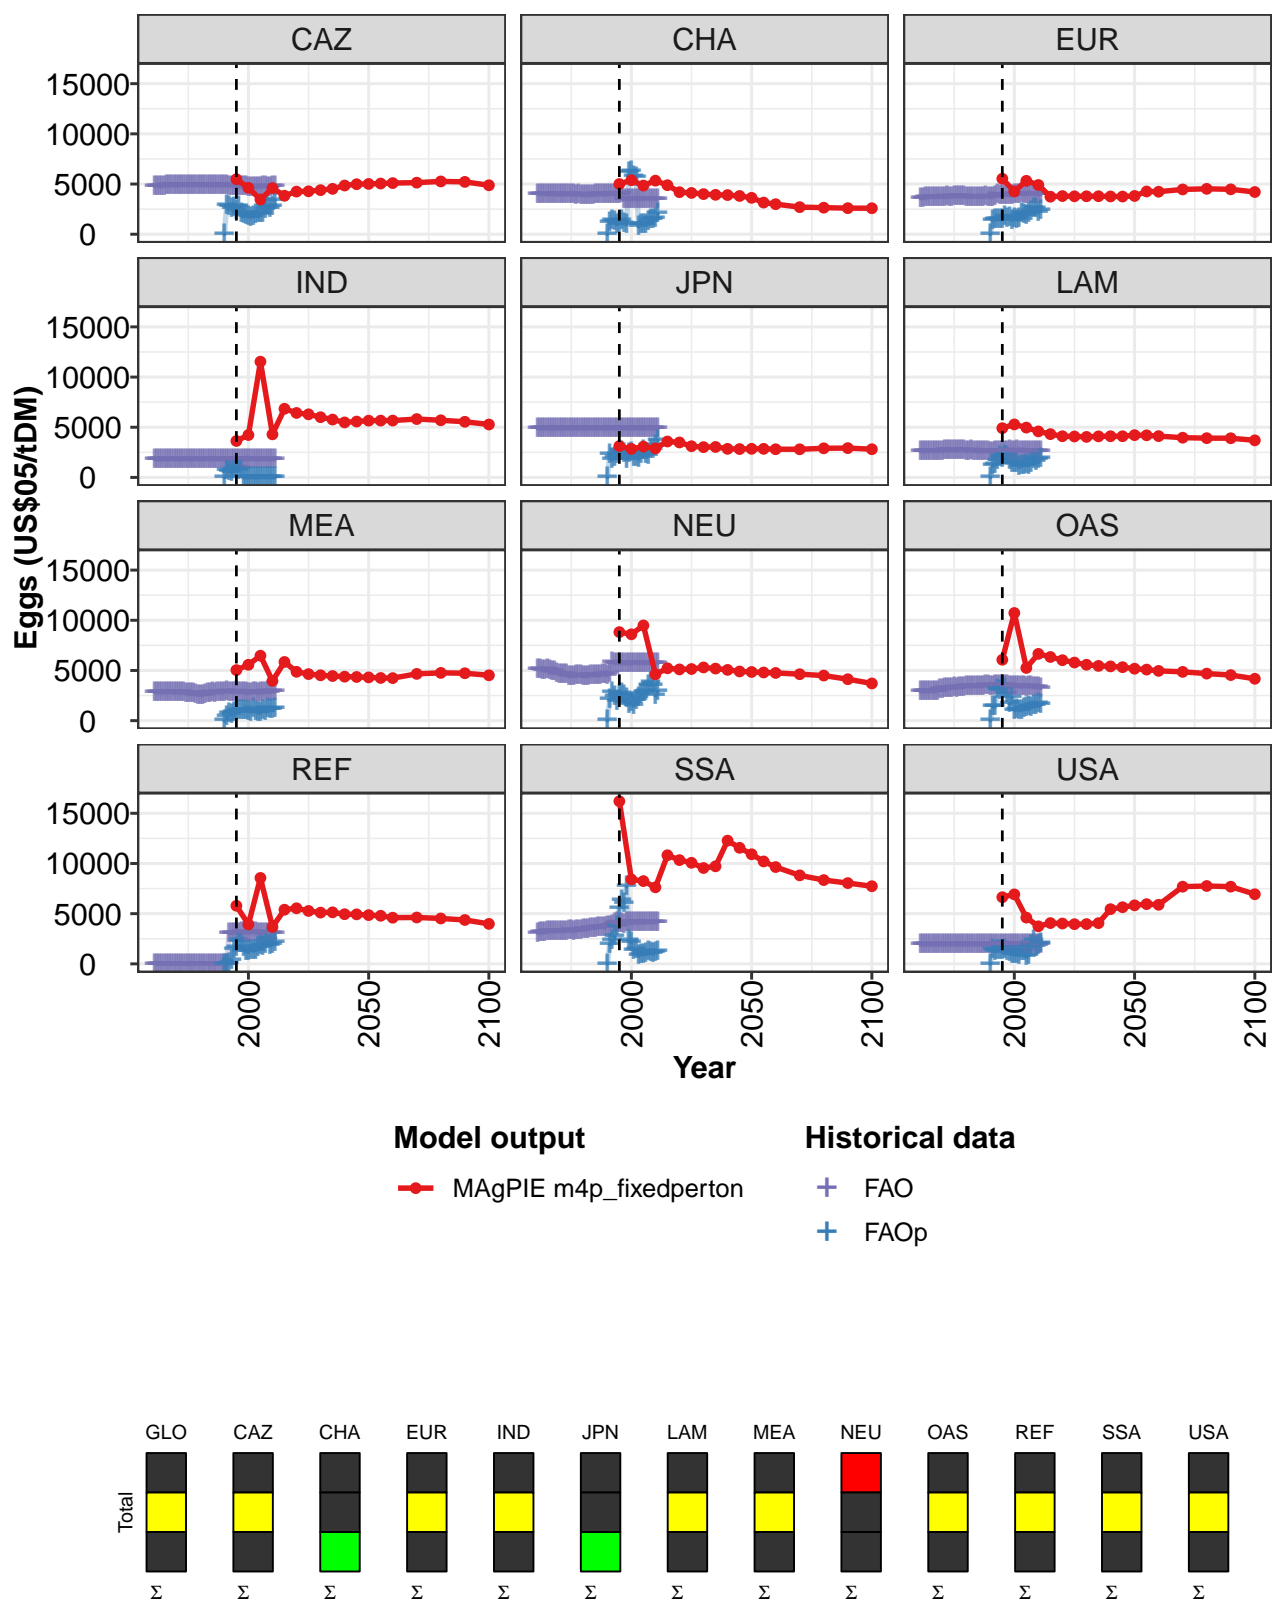 CAZ CHA EUR
15000
10000
5000
0
IND JPN LAM
15000
10000
5000
0
Eggs (US$05/tDM)
MEA NEU OAS
15000
10000
5000
0
REF SSA USA
15000
10000
5000
0
2000 2050 2100 2000 2050 2100 2000 2050 2100
Year
Model output Historical data
MAgPIE m4p_fixedperton FAO
FAOp
GLO CAZ CHA EUR IND JPN LAM MEA NEU OAS REF SSA USA
Total
Σ Σ Σ Σ Σ Σ Σ Σ Σ Σ Σ Σ Σ